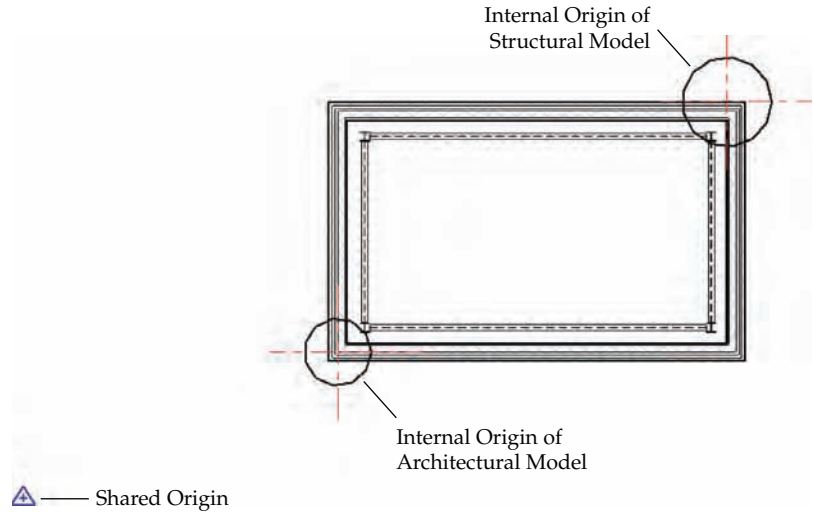 Internal Origin of
Structural Model
Internal Origin of
Architectural Model
Shared Origin